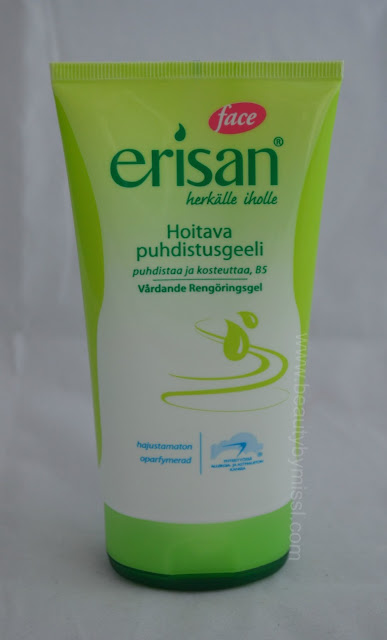 face
erisan®
herkälle iholle
Hoitava
puhdistusgeeli
puhdistaa ja kosteuttaa, B5
Vårdande Rengöringsgel
hajustamaton
oparfymerad
www.beautybymissl.com